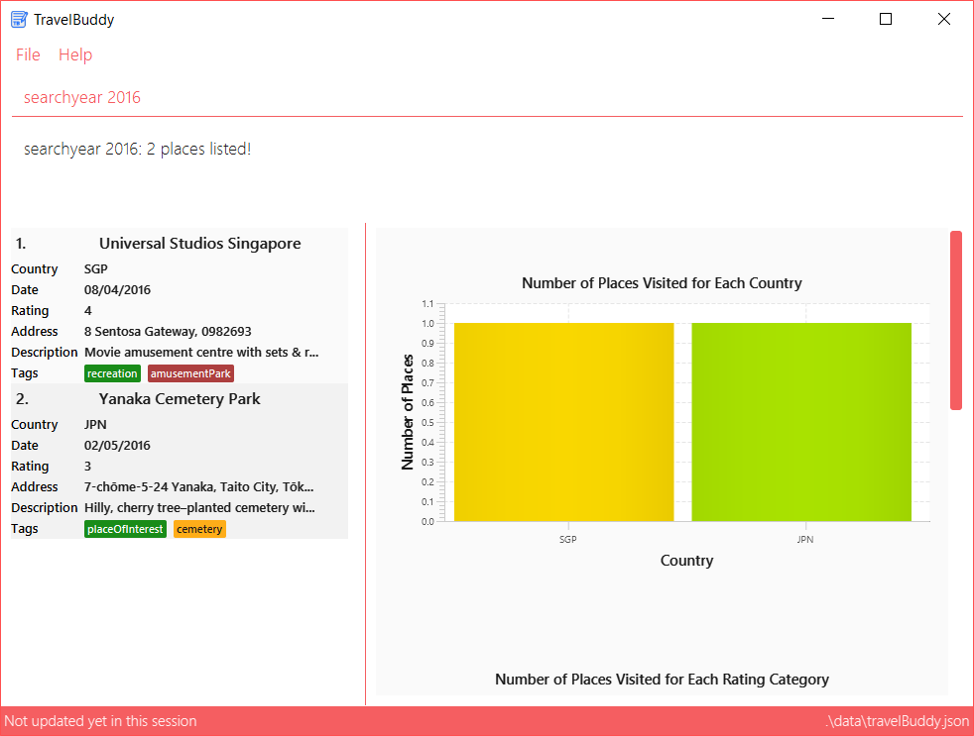 TravelBuddy
File Help
searchyear 2016
searchyear 2016: 2 places listed!
1. Universal Studios Singapore
Country SGP
Date 08/04/2016
Rating 4
Address 8 Sentosa Gateway, 0982693
Description Movie amusement centre with sets & r...
Tags recreation amusementPark
2. Yanaka Cemetery Park
Country JPN
Date 02/05/2016
Rating 3
Address 7-chōme-5-24 Yanaka, Taito City, Tōk...
Description Hilly, cherry tree–planted cemetery wi...
Tags placeOfInterest cemetery
Number of Places Visited for Each Country
Number of Places
1.1
1.0
0.9
0.8
0.7
0.6
0.5
0.4
0.3
0.2
0.1
0.0
SGP JPN
Country
Number of Places Visited for Each Rating Category
Not updated yet in this session .\data\travelBuddy.json